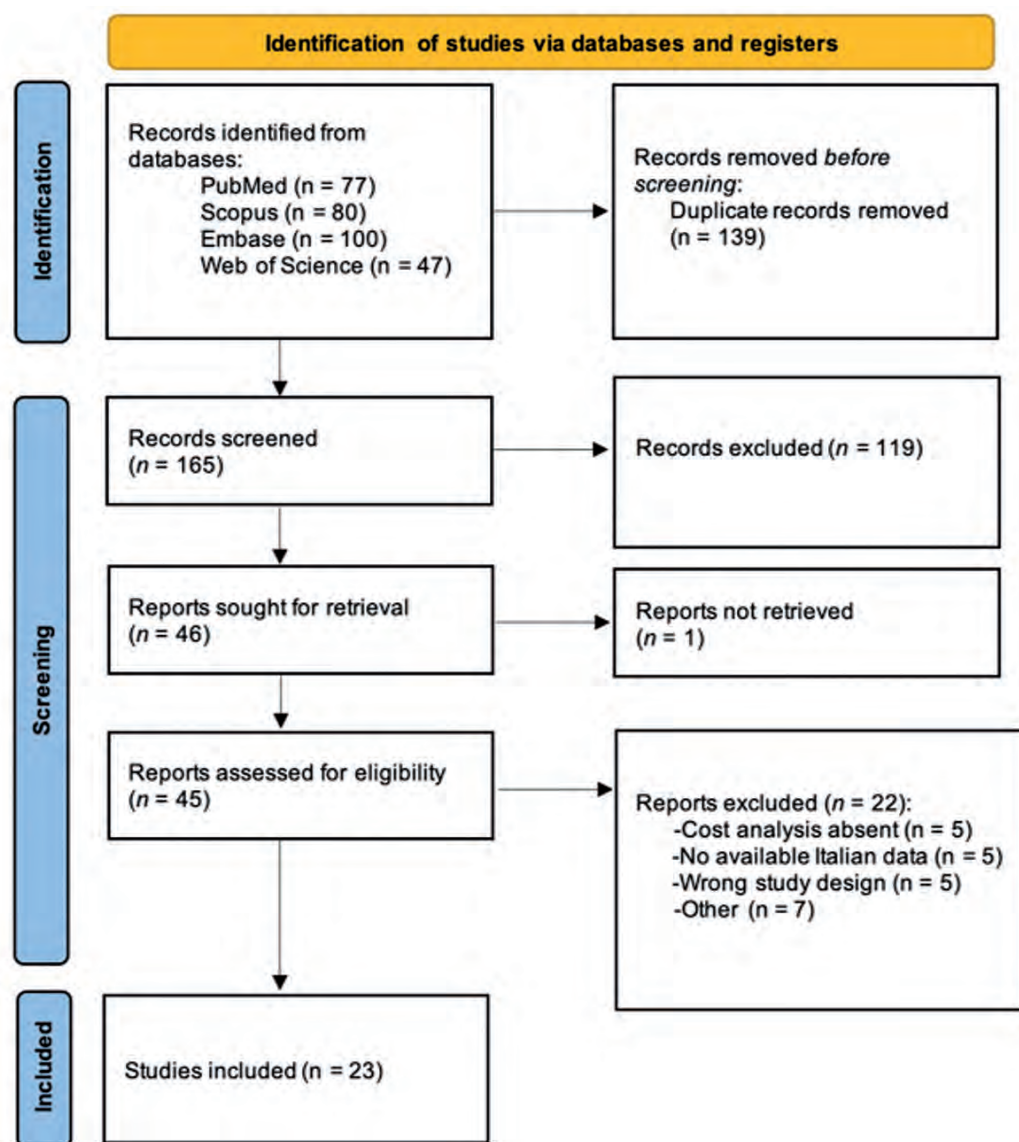 Identification of studies via databases and registers
Identification
Records identified from
databases:
PubMed (n = 77)
Scopus (n = 80)
Embase (n = 100)
Web of Science (n = 47)
Records removed before
screening:
Duplicate records removed
(n = 139)
Screening
Records screened
(n = 165)
Records excluded (n = 119)
Reports sought for retrieval
(n = 46)
Reports not retrieved
(n = 1)
Reports assessed for eligibility
(n = 45)
Reports excluded (n = 22):
-Cost analysis absent (n = 5)
-No available Italian data (n = 5)
-Wrong study design (n = 5)
-Other (n = 7)
Included
Studies included (n = 23)